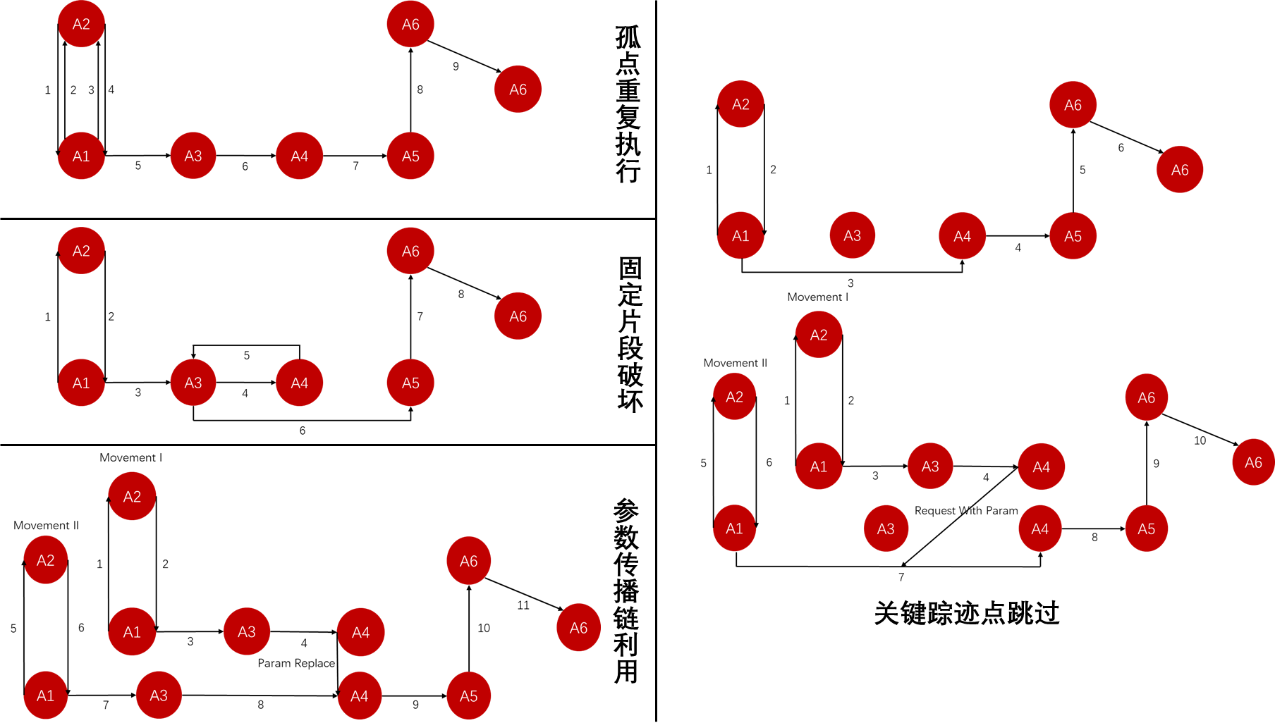 A2
A6
9
A6
1
2
3
4
8
A1
A3
A4
A5
5
6
7
孤点重复执行
A2
A6
8
A6
1
2
7
5
A1
A3
A4
A5
3
4
6
固定片段破坏
Movement I
A2
Movement II
A2
A6
1
2
11
5
6
10
A1
A3
A4
A6
3
4
Param Replace
A1
A3
A4
A5
7
8
9
参数传播链利用
A2
A6
6
A6
1
2
5
A1
A3
A4
A5
4
3
Movement I
A2
Movement II
A2
A6
1
2
10
5
6
9
A1
A3
A4
A6
3
4
Request With Param
A1
A3
A4
A5
8
7
关键踪迹点跳过